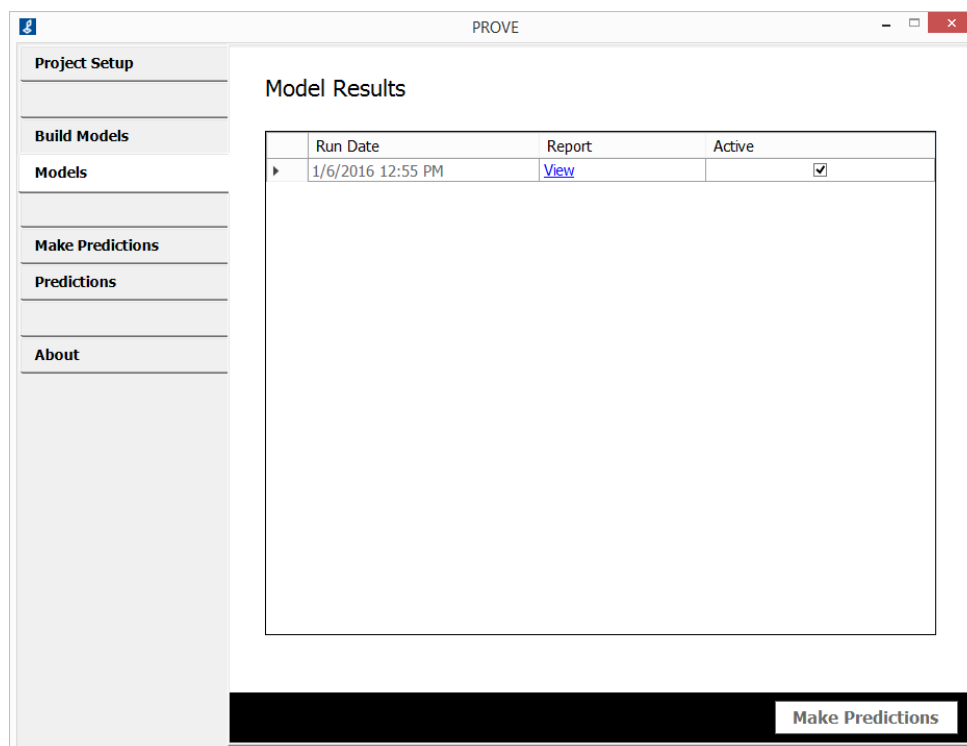 PROVE
Project Setup
Build Models
Models
Make Predictions
Predictions
About
Model Results
Run Date Report Active
1/6/2016 12:55 PM View
Make Predictions